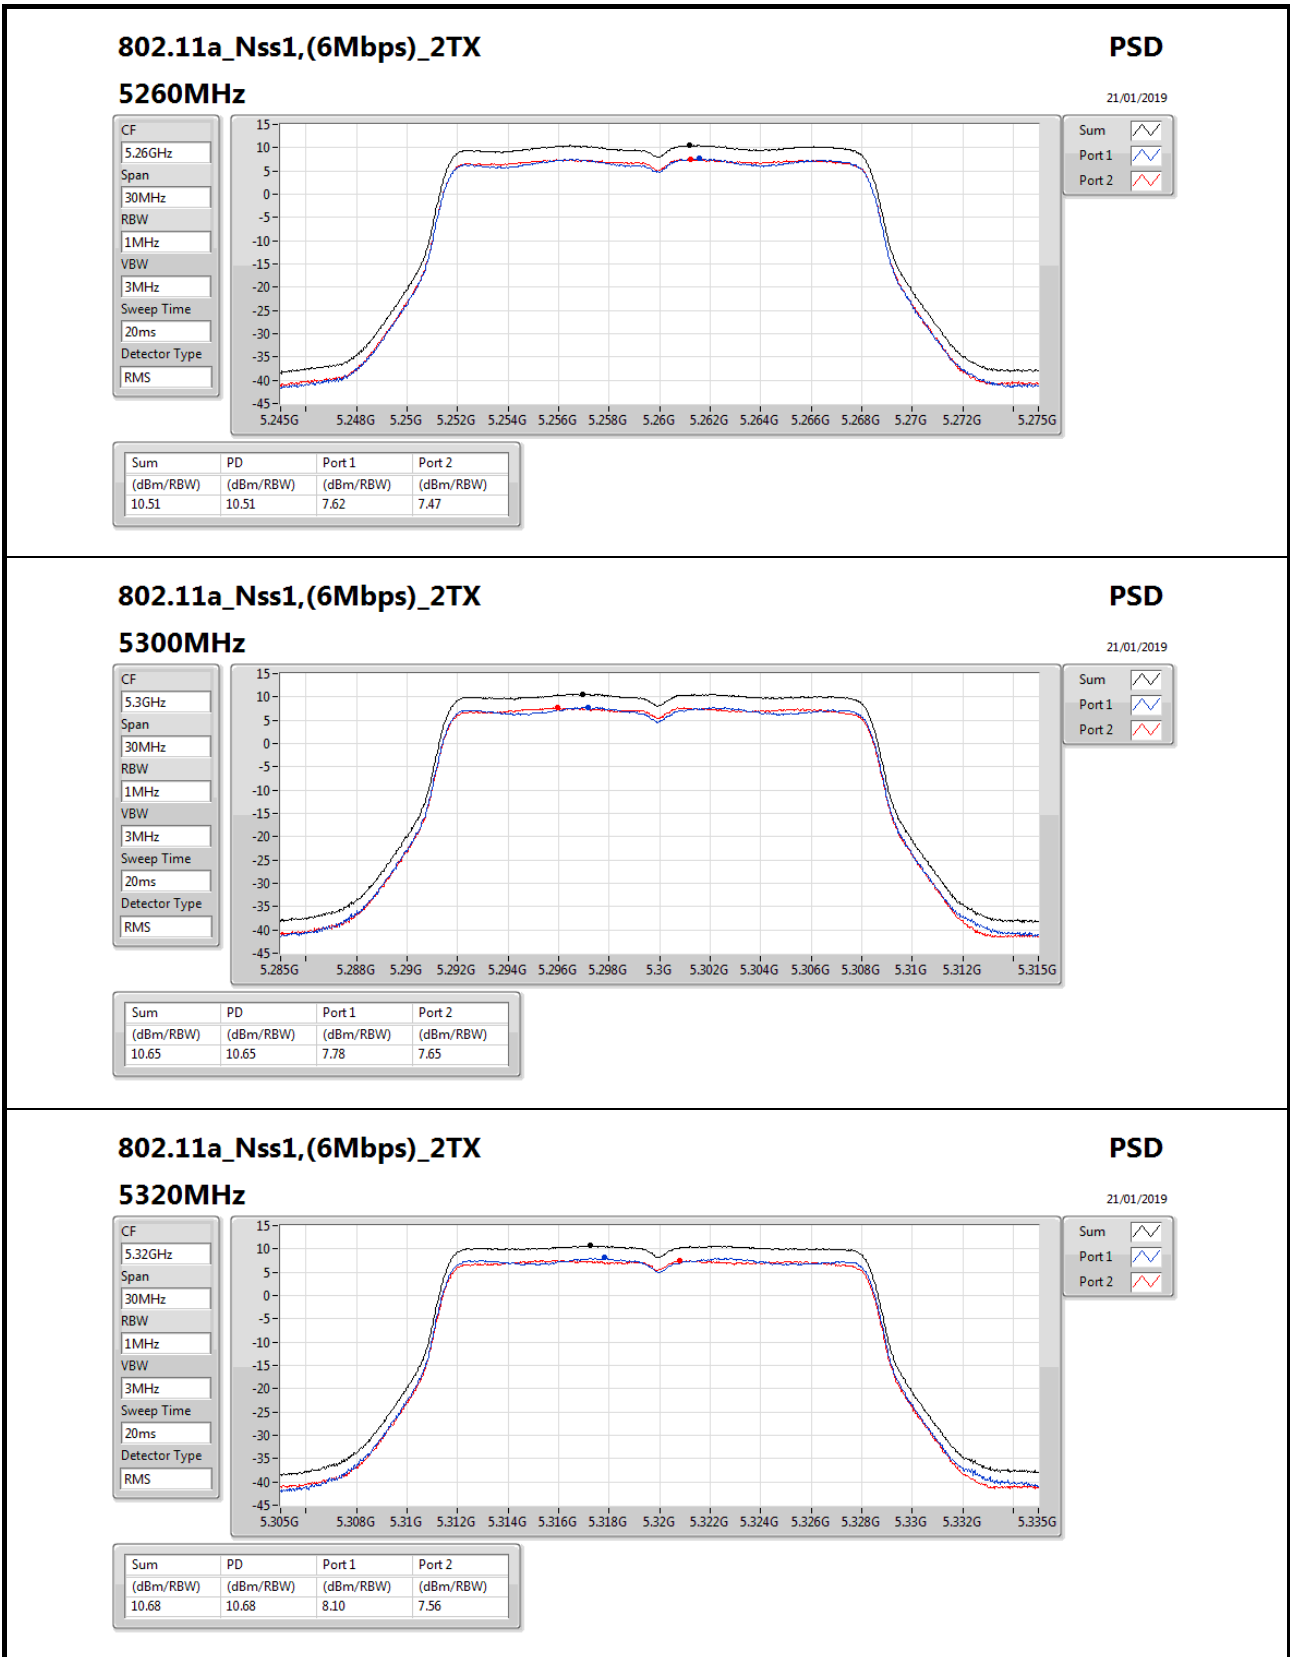 802.11a_Nss1,(6Mbps)_2TX PSD
5260MHz 21/01/2019
CF
5.26GHz
Span
30MHz
RBW
1MHz
VBW
3MHz
Sweep Time
20ms
Detector Type
RMS
15
10
5
0
-5
-10
-15
-20
-25
-30
-35
-40
-45
5.245G 5.248G 5.25G 5.252G 5.254G 5.256G 5.258G 5.26G 5.262G 5.264G 5.266G 5.268G 5.27G 5.272G 5.275G
Sum
Port 1
Port 2
Sum PD Port 1 Port 2
(dBm/RBW) (dBm/RBW) (dBm/RBW) (dBm/RBW)
10.51 10.51 7.62 7.47
802.11a_Nss1,(6Mbps)_2TX PSD
5300MHz 21/01/2019
CF
5.3GHz
Span
30MHz
RBW
1MHz
VBW
3MHz
Sweep Time
20ms
Detector Type
RMS
15
10
5
0
-5
-10
-15
-20
-25
-30
-35
-40
-45
5.285G 5.288G 5.29G 5.292G 5.294G 5.296G 5.298G 5.3G 5.302G 5.304G 5.306G 5.308G 5.31G 5.312G 5.315G
Sum
Port 1
Port 2
Sum PD Port 1 Port 2
(dBm/RBW) (dBm/RBW) (dBm/RBW) (dBm/RBW)
10.65 10.65 7.78 7.65
802.11a_Nss1,(6Mbps)_2TX PSD
5320MHz 21/01/2019
CF
5.32GHz
Span
30MHz
RBW
1MHz
VBW
3MHz
Sweep Time
20ms
Detector Type
RMS
15
10
5
0
-5
-10
-15
-20
-25
-30
-35
-40
-45
5.305G 5.308G 5.31G 5.312G 5.314G 5.316G 5.318G 5.32G 5.322G 5.324G 5.326G 5.328G 5.33G 5.332G 5.335G
Sum
Port 1
Port 2
Sum PD Port 1 Port 2
(dBm/RBW) (dBm/RBW) (dBm/RBW) (dBm/RBW)
10.68 10.68 8.10 7.56